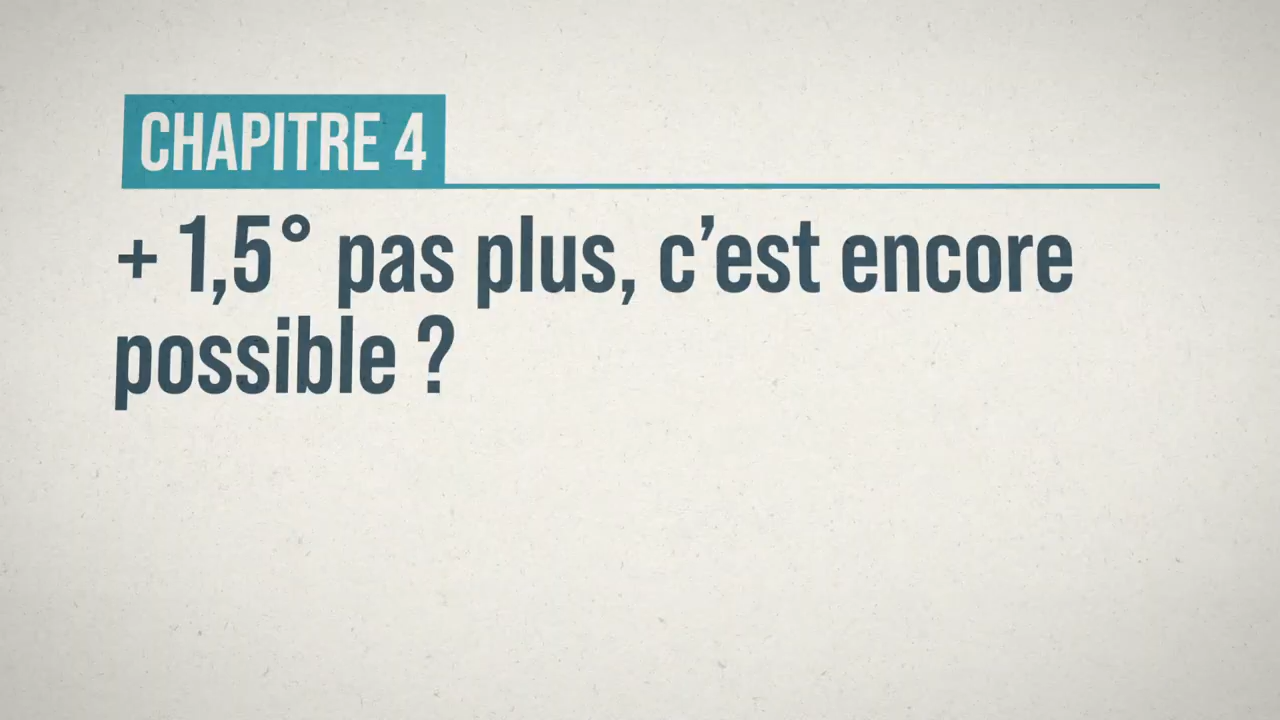 CHAPITRE 4
+ 1,5° pas plus, c’est encore
possible ?